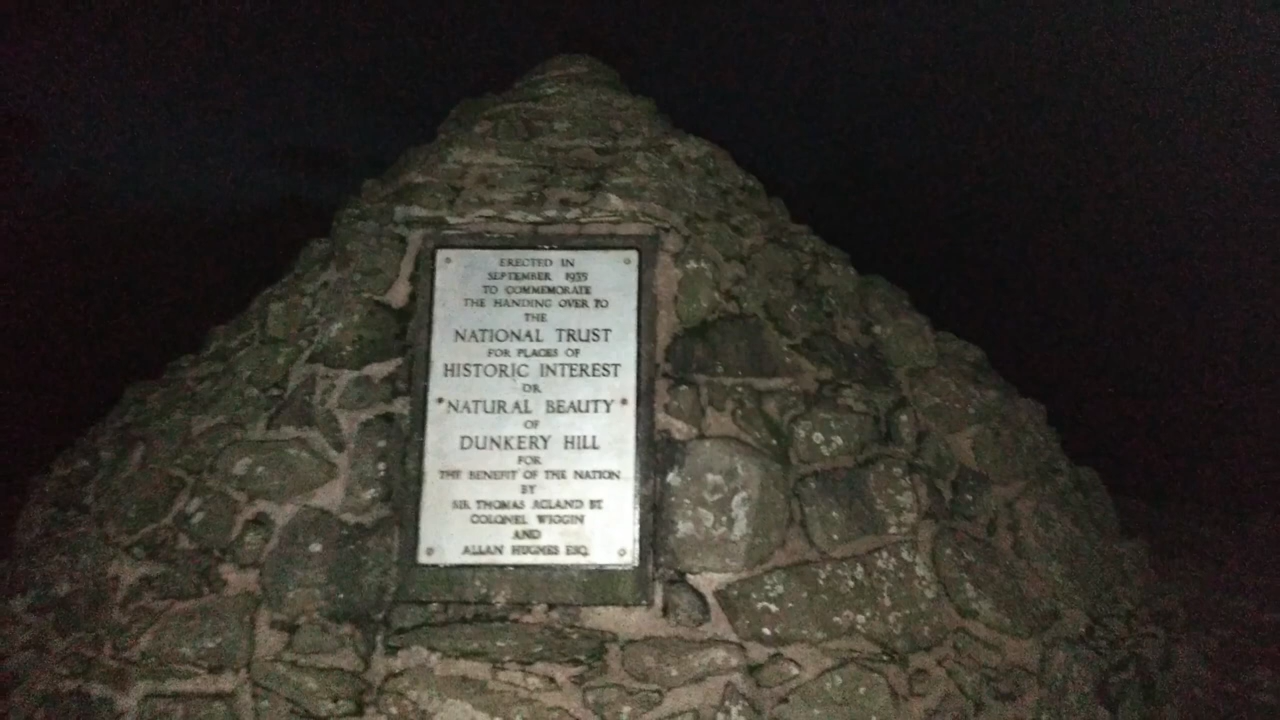 ERECTED IN
SEPTEMBER 1935
TO COMMEMORATE
THE HANDING OVER TO
THE
NATIONAL TRUST
FOR PLACES OF
HISTORIC INTEREST
OR
NATURAL BEAUTY
OF
DUNKERY HILL
FOR
THE BENEFIT OF THE NATION
BY
SIR THOMAS ACLAND BT.
COLONEL WIGGIN
AND
ALLAN HUGHES ESQ.